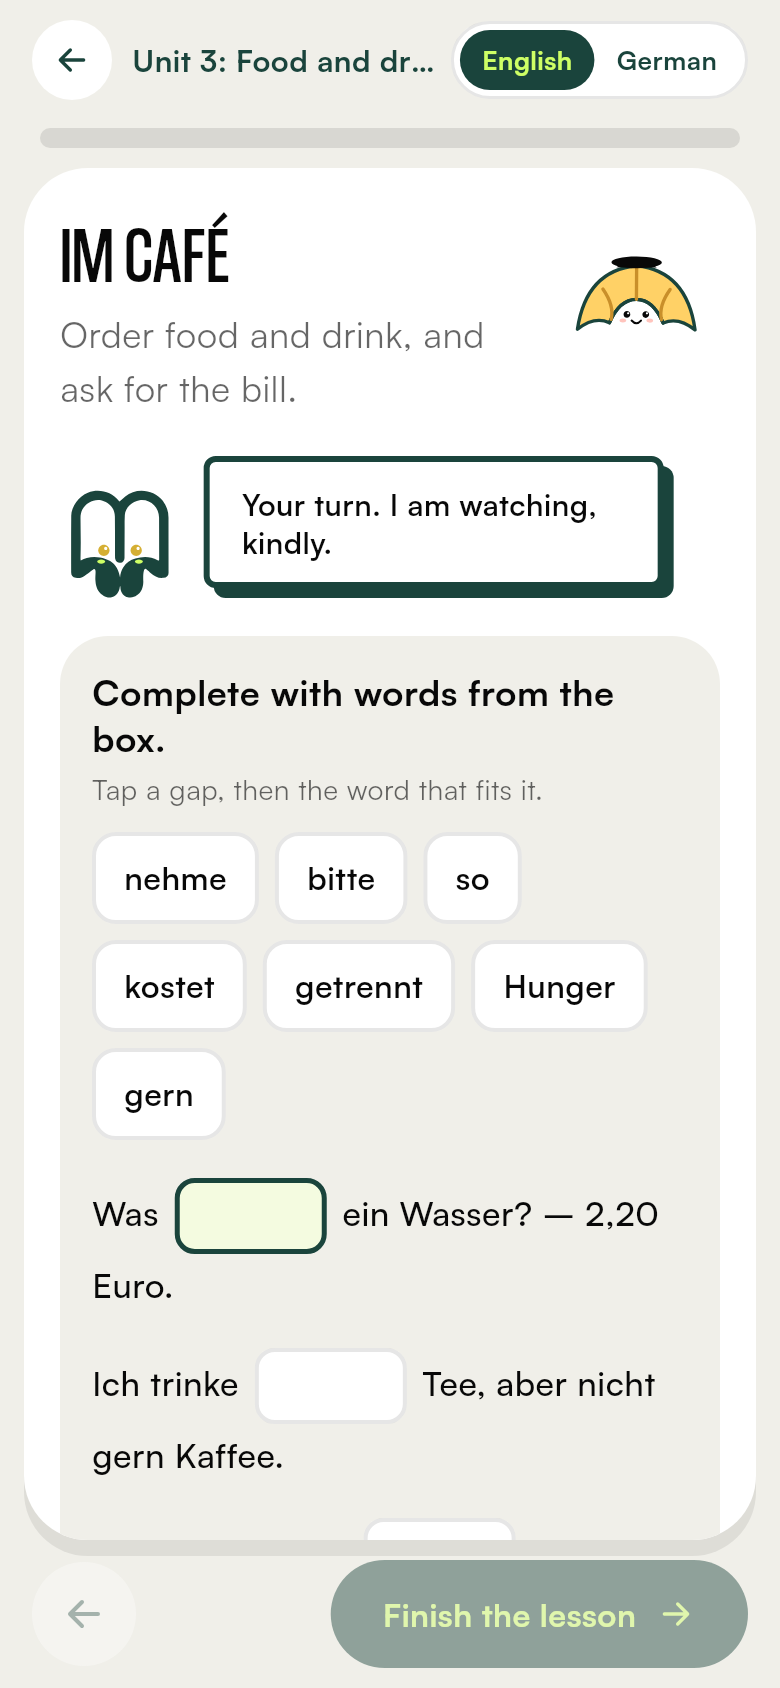 Unit 3: Food and dr...
English
German
IM CAFÉ
Order food and drink, and
ask for the bill.
Your turn. I am watching,
kindly.
Complete with words from the
box.
Tap a gap, then the word that fits it.
nehme
bitte
so
kostet
getrennt
Hunger
gern
Was ein Wasser? – 2,20
Euro.
Ich trinke Tee, aber nicht
gern Kaffee.
Finish the lesson